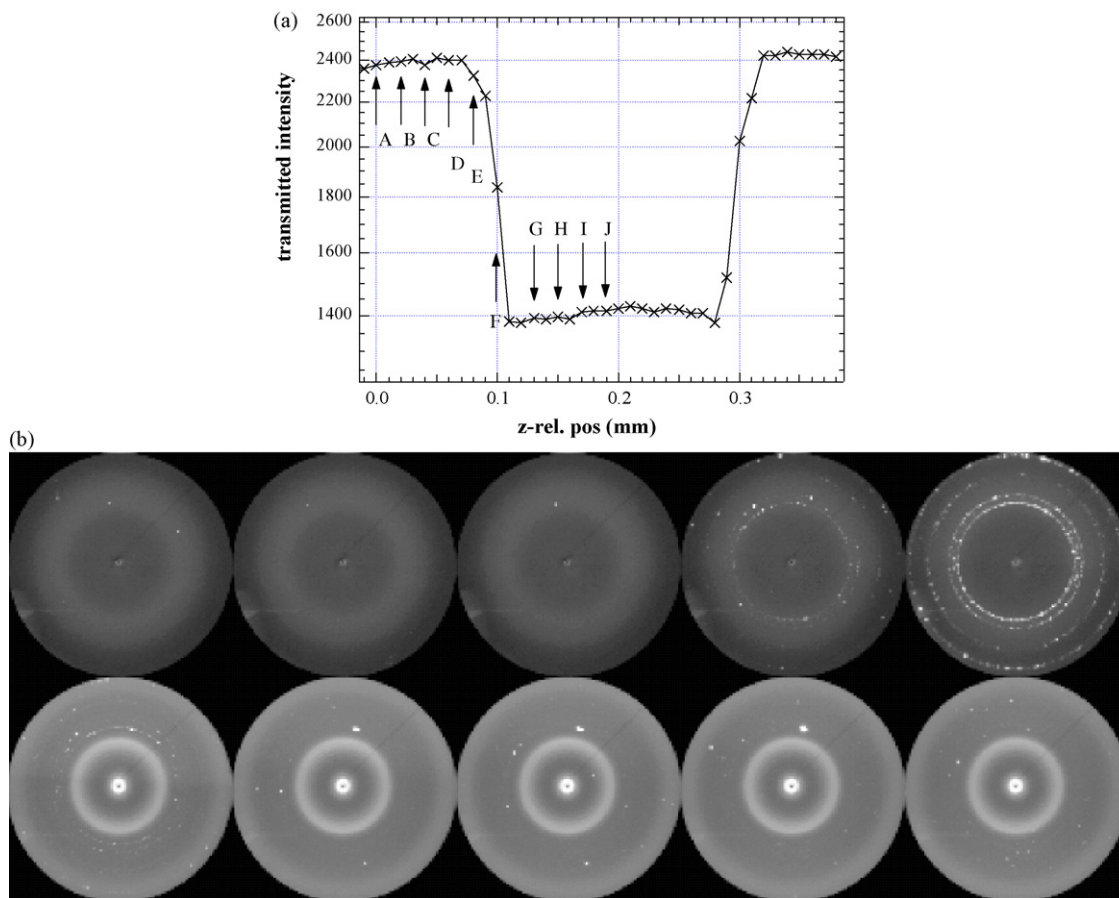 (a)
2600
2400
2200
2000
1800
1600
1400
transmitted intensity
A B C D E
F
G H I J
0.0 0.1 0.2 0.3
z-rel. pos (mm)
(b)